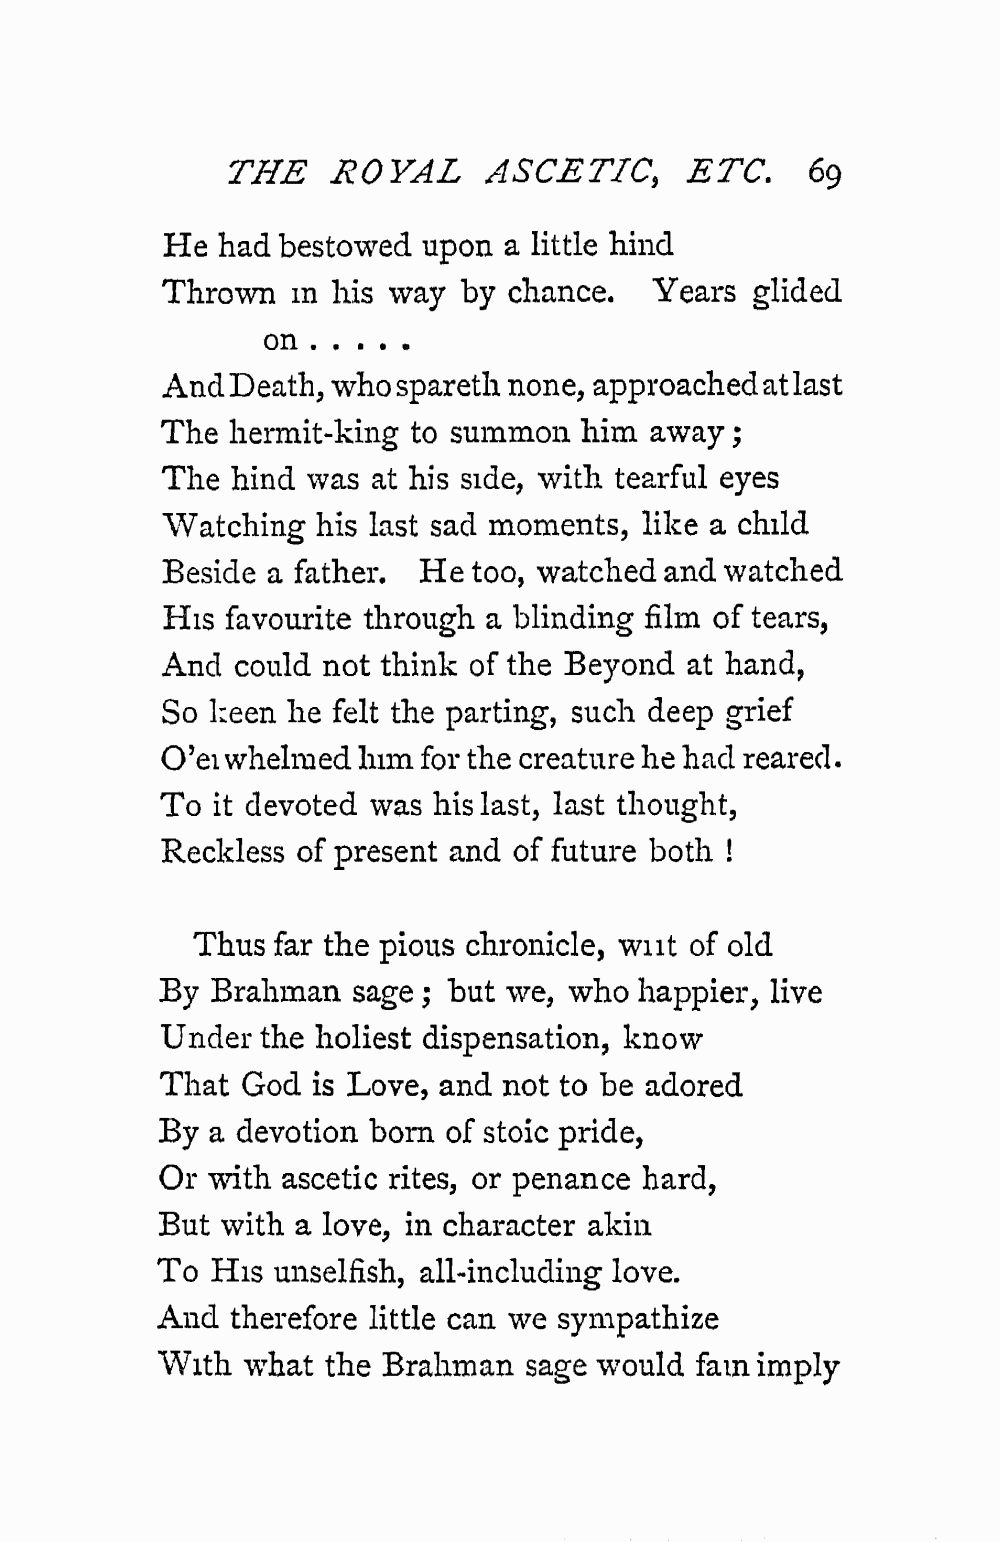 THE ROYAL ASCETIC, ETC. 69
He had bestowed upon a little hind
Thrown in his way by chance. Years glided
on . . . . .
And Death, who spareth none, approached at last
The hermit-king to summon him away ;
The hind was at his side, with tearful eyes
Watching his last sad moments, like a child
Beside a father. He too, watched and watched
His favourite through a blinding film of tears,
And could not think of the Beyond at hand,
So keen he felt the parting, such deep grief
O'erwhelmed him for the creature he had reared.
To it devoted was his last, last thought,
Reckless of present and of future both !
Thus far the pious chronicle, writ of old
By Brahman sage ; but we, who happier, live
Under the holiest dispensation, know
That God is Love, and not to be adored
By a devotion born of stoic pride,
Or with ascetic rites, or penance hard,
But with a love, in character akin
To His unselfish, all-including love.
And therefore little can we sympathize
With what the Brahman sage would fain imply